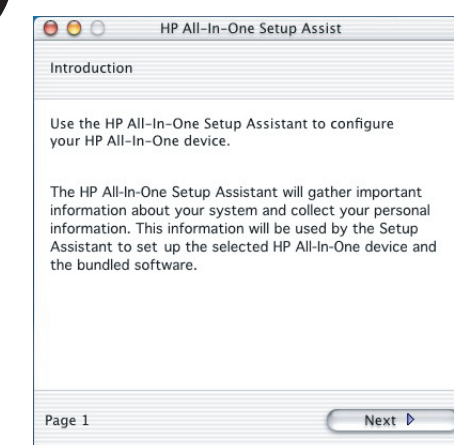 HP All-In-One Setup Assist
Introduction
Use the HP All-In-One Setup Assistant to configure
your HP All-In-One device.
The HP All-In-One Setup Assistant will gather important
information about your system and collect your personal
information. This information will be used by the Setup
Assistant to set up the selected HP All-In-One device and
the bundled software.
Page 1
Next